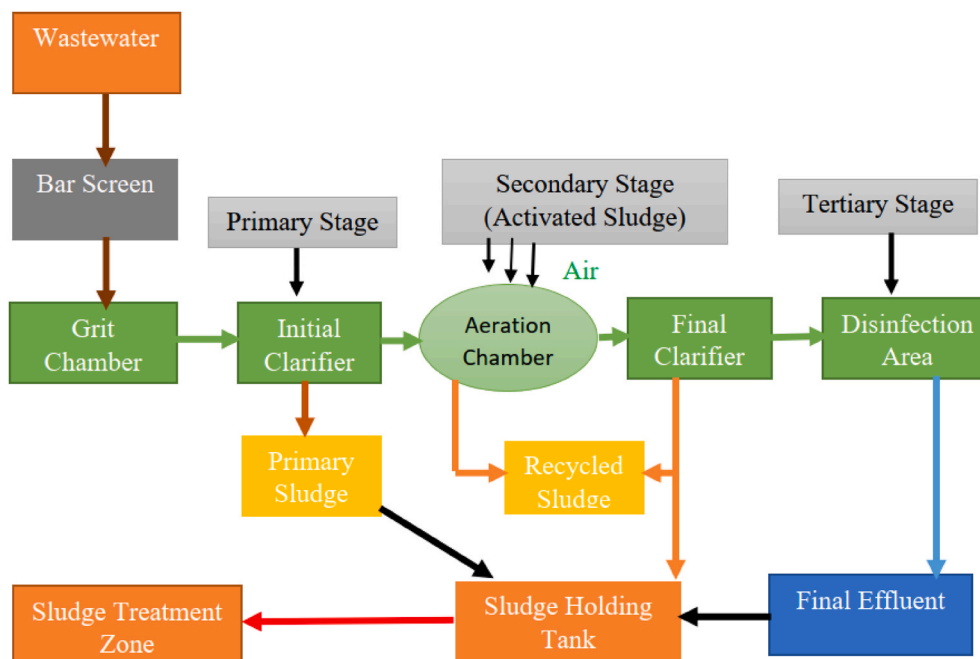 Wastewater
Bar Screen
Primary Stage
Secondary Stage
(Activated Sludge)
Tertiary Stage
Air
Grit
Chamber
Initial
Clarifier
Aeration
Chamber
Final
Clarifier
Disinfection
Area
Primary
Sludge
Recycled
Sludge
Sludge Treatment
Zone
Sludge Holding
Tank
Final Effluent